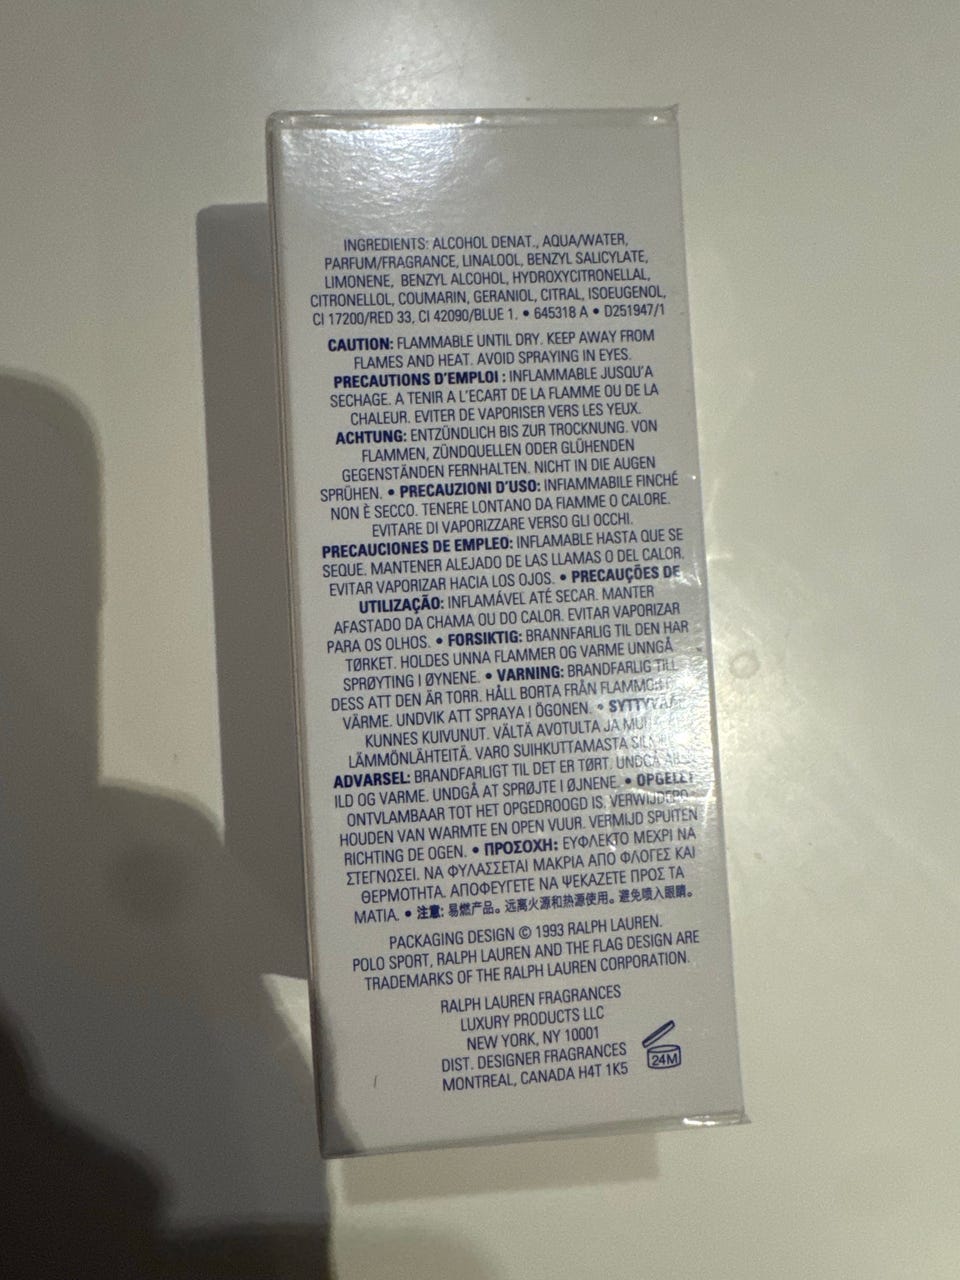 INGREDIENTS: ALCOHOL DENAT., AQUA/WATER,
PARFUM/FRAGRANCE, LINALOOL, BENZYL SALICYLATE,
LIMONENE, BENZYL ALCOHOL, HYDROXYCITRONELLAL,
CITRONELLOL, COUMARIN, GERANIOL, CITRAL, ISOEUGENOL,
CI 17200/RED 33, CI 42090/BLUE 1. • 645318 A • D251947/1
CAUTION: FLAMMABLE UNTIL DRY. KEEP AWAY FROM
FLAMES AND HEAT. AVOID SPRAYING IN EYES.
PRECAUTIONS D'EMPLOI : INFLAMMABLE JUSQU'A
SECHAGE. A TENIR A L'ECART DE LA FLAMME OU DE LA
CHALEUR. EVITER DE VAPORISER VERS LES YEUX.
ACHTUNG: ENTZÜNDLICH BIS ZUR TROCKNUNG. VON
FLAMMEN, ZÜNDQUELLEN ODER GLÜHENDEN
GEGENSTÄNDEN FERNHALTEN. NICHT IN DIE AUGEN
SPRÜHEN. • PRECAUZIONI D'USO: INFIAMMABILE FINCHÉ
NON È SECCO. TENERE LONTANO DA FIAMME O CALORE.
EVITARE DI VAPORIZZARE VERSO GLI OCCHI.
PRECAUCIONES DE EMPLEO: INFLAMABLE HASTA QUE SE
SEQUE. MANTENER ALEJADO DE LAS LLAMAS O DEL CALOR.
EVITAR VAPORIZAR HACIA LOS OJOS. • PRECAUÇÕES DE
UTILIZAÇÃO: INFLAMÁVEL ATÉ SECAR. MANTER
AFASTADO DA CHAMA OU DO CALOR. EVITAR VAPORIZAR
PARA OS OLHOS. • FORSIKTIG: BRANNFARLIG TIL DEN HAR
TØRKET. HOLDES UNNA FLAMMER OG VARME UNNGÅ
SPRØYTING I ØYNENE. • VARNING: BRANDFARLIG TILL
DESS ATT DEN ÄR TORR. HÅLL BORTA FRÅN
VÄRME. UNDVIK ATT SPRAYA I ÖGONEN. •
KUNNES KUIVUNUT. VÄLTÄ AVOTULTA JA
LÄMMÖNLÄHTEITÄ. VARO SUIHKUTTAMASTA
ADVARSEL: BRANDFARLIGT TIL DET ER TØRT. UNDGÅ
ILD OG VARME. UNDGÅ AT SPRØJTE I ØJNENE. • OPGELET
ONTVLAMBAAR TOT HET OPGEDROOGD IS.
HOUDEN VAN WARMTE EN OPEN VUUR. VERMIJD SPUITEN
RICHTING DE OGEN. • ΠΡΟΣΟΧΗ: ΕΥΦΛΕΚΤΟ ΜΕΧΡΙ ΝΑ
ΣΤΕΓΝΩΣΕΙ. ΝΑ ΦΥΛΑΣΣΕΤΑΙ ΜΑΚΡΙΑ ΑΠΟ ΦΛΟΓΕΣ ΚΑΙ
ΘΕΡΜΟΤΗΤΑ. ΑΠΟΦΕΥΓΕΤΕ ΝΑ ΨΕΚΑΖΕΤΕ ΠΡΟΣ ΤΑ
ΜΑΤΙΑ. • 注意: 易燃产品。远离火源和热源使用。避免喷入眼睛。
PACKAGING DESIGN © 1993 RALPH LAUREN.
POLO SPORT, RALPH LAUREN AND THE FLAG DESIGN ARE
TRADEMARKS OF THE RALPH LAUREN CORPORATION.
RALPH LAUREN FRAGRANCES
LUXURY PRODUCTS LLC
NEW YORK, NY 10001
DIST. DESIGNER FRAGRANCES
MONTREAL, CANADA H4T 1K5
24M